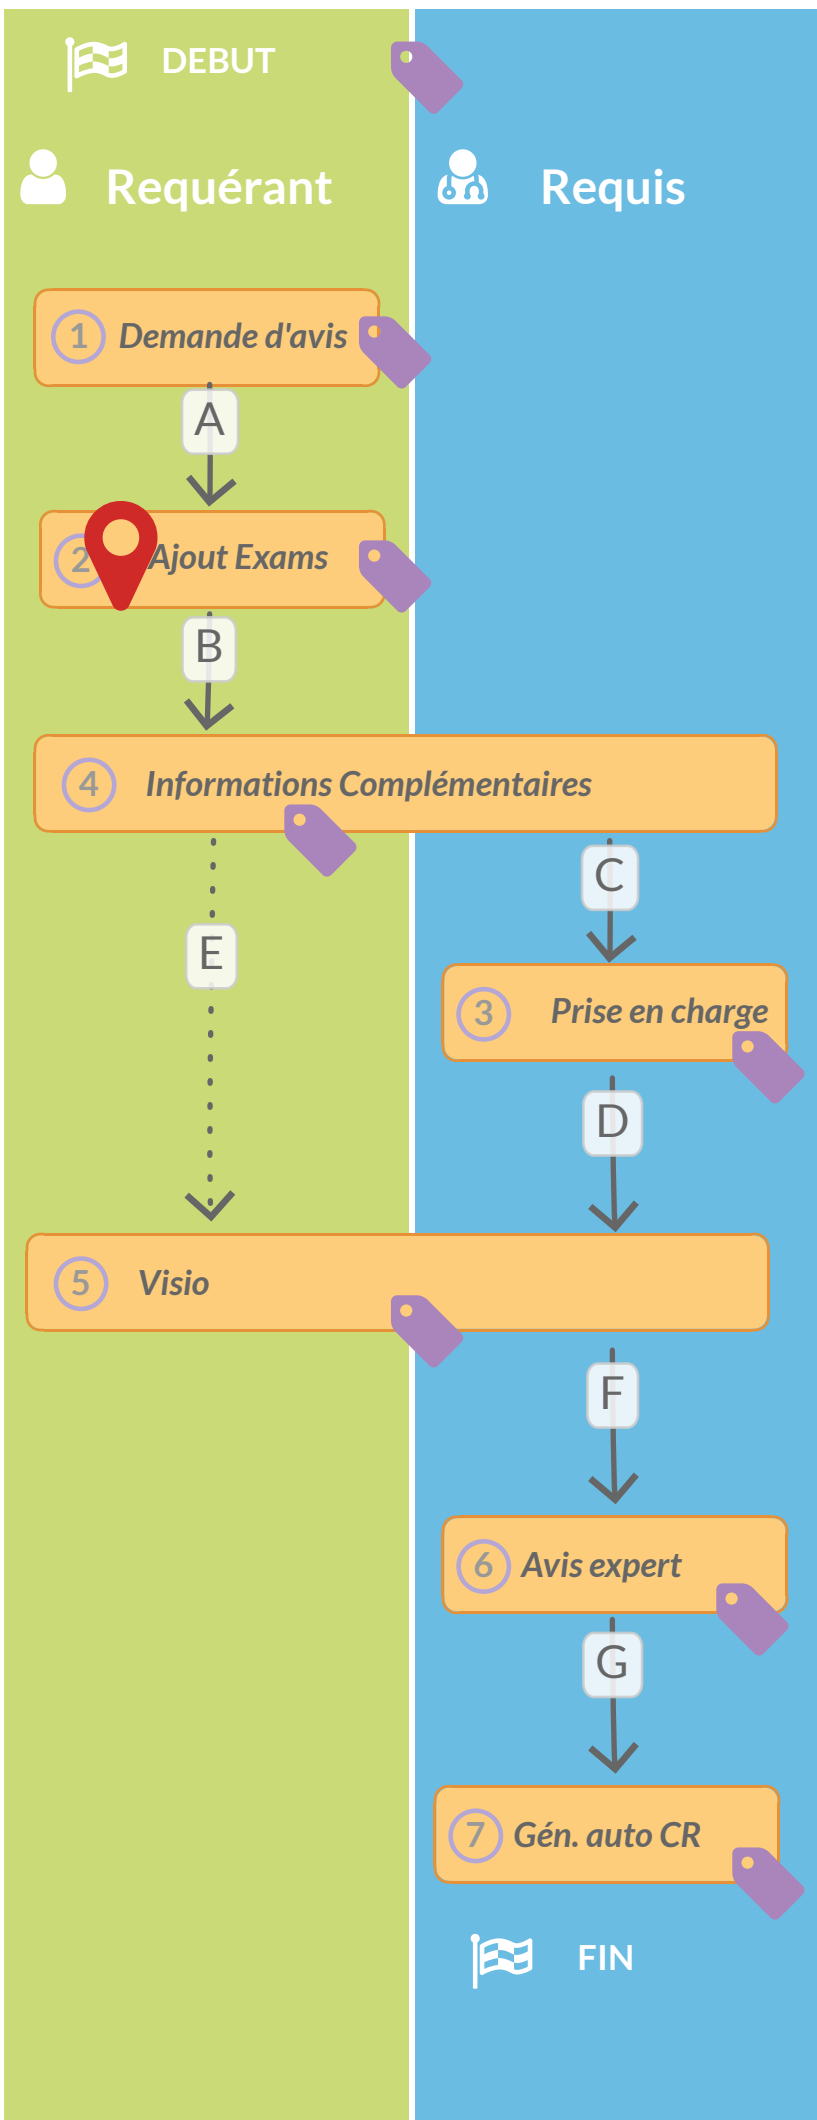 DEBUT
Requérant
Requis
1 Demande d'avis
A
2 Ajout Exams
B
4 Informations Complémentaires
C
E
3 Prise en charge
D
5 Visio
F
6 Avis expert
G
7 Gén. auto CR
FIN